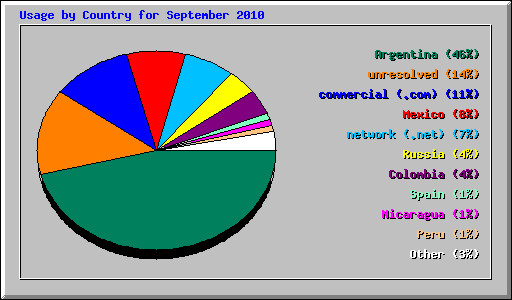 Usage by Country for September 2010
Argentina (46%)
unresolved (14%)
commercial (.com) (11%)
Mexico (8%)
network (.net) (7%)
Russia (4%)
Colombia (4%)
Spain (1%)
Nicaragua (1%)
Peru (1%)
Other (3%)